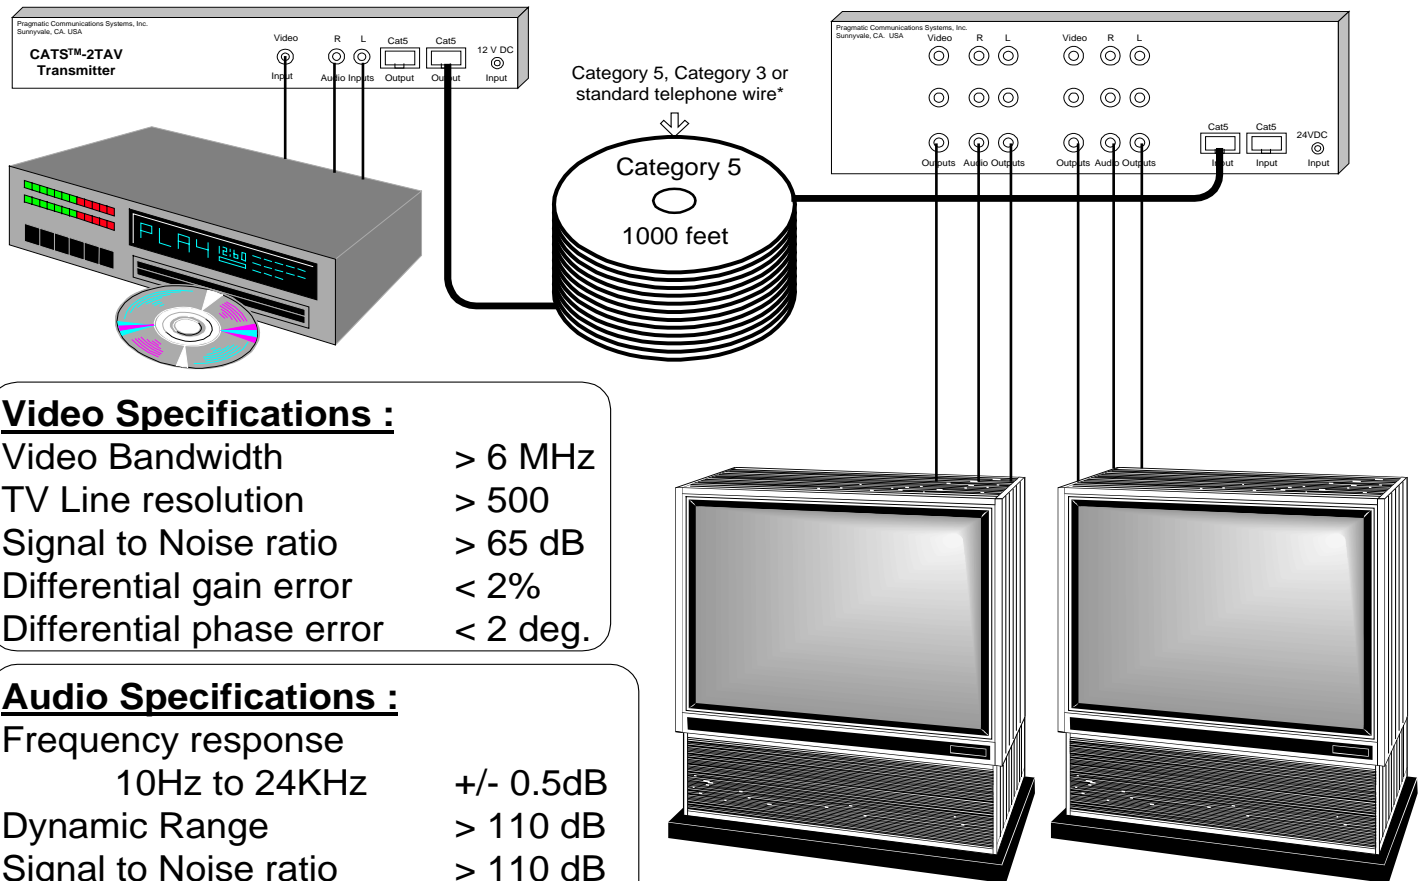 Pragmatic Communications Systems, Inc.
Sunnyvale, CA. USA
CATS™-2TAV
Transmitter
Video R L Cat5 Cat5 12 V DC
Input Audio Inputs Output Output Input
Category 5, Category 3 or
standard telephone wire*
Category 5
1000 feet
Pragmatic Communications Systems, Inc.
Sunnyvale, CA. USA
Video R L Video R L
Cat5 Cat5 24VDC
Outputs Audio Outputs Outputs Audio Outputs Input Input Input
PLAY 12:60
Video Specifications :
Video Bandwidth > 6 MHz
TV Line resolution > 500
Signal to Noise ratio > 65 dB
Differential gain error < 2%
Differential phase error < 2 deg.
Audio Specifications :
Frequency response
10Hz to 24KHz +/- 0.5dB
Dynamic Range > 110 dB
Signal to Noise ratio > 110 dB